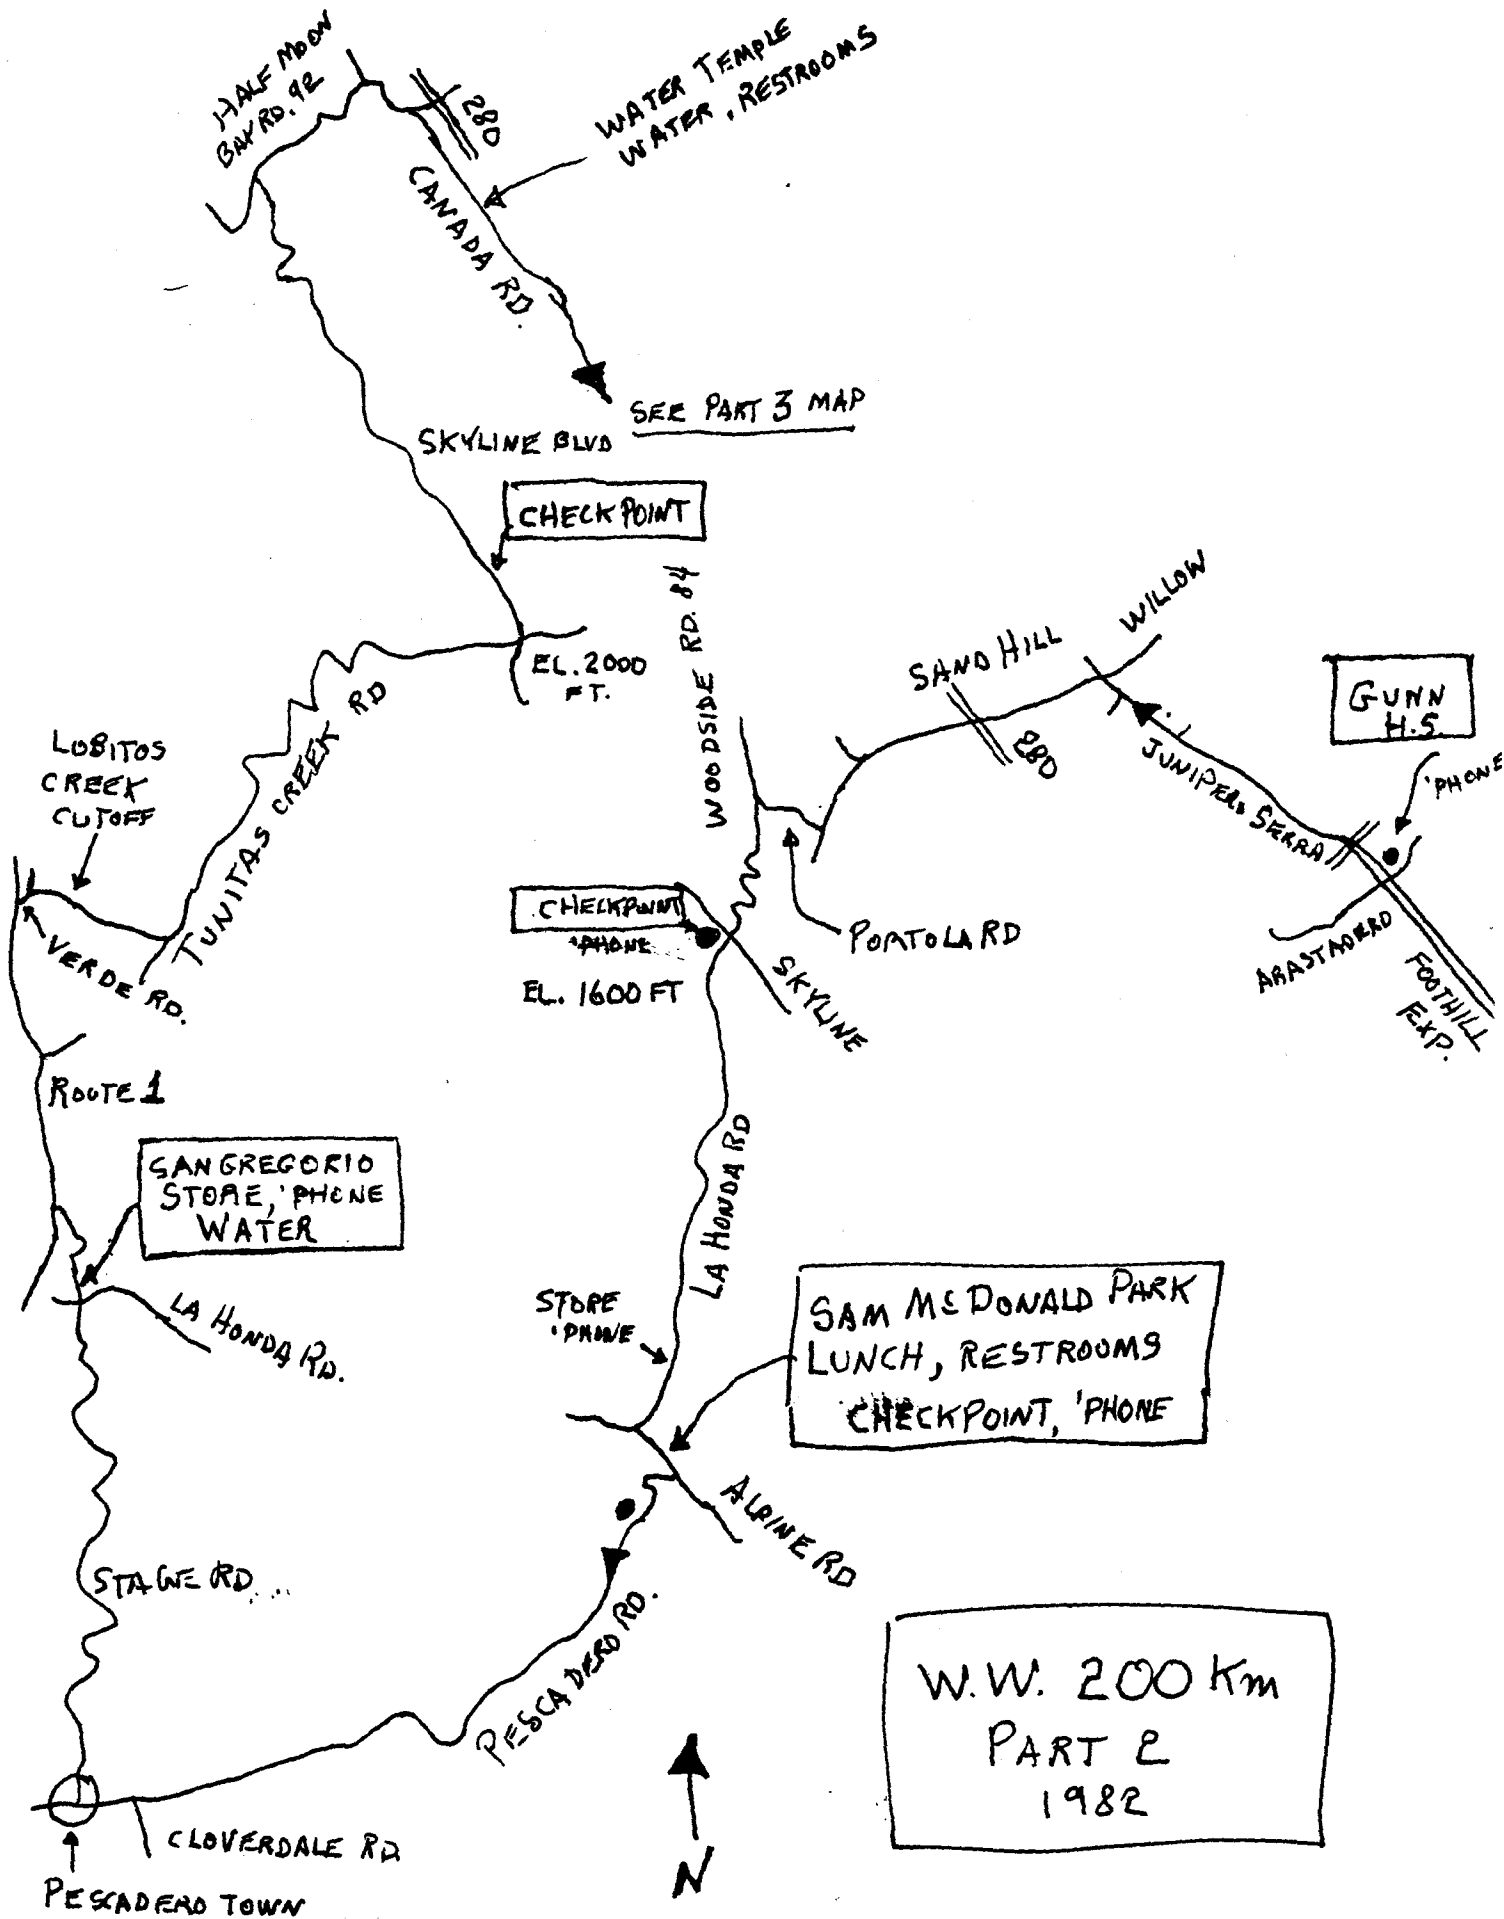 HALF MOON
BAY RD. 92
280
WATER TEMPLE
WATER, RESTROOMS
CANADA RD.
SEE PART 3 MAP
SKYLINE BLVD
CHECKPOINT
EL. 2000
FT.
WOODSIDE RD. 84
SAND HILL
WILLOW
280
GUNN
H.S.
'PHONE
JUNIPERO SERRA
ARASTADERO
FOOTHILL
EXP.
LOBITOS
CREEK
CUTOFF
TUNITAS CREEK RD
VERDE RD.
CHECKPOINT
'PHONE
EL. 1600 FT
SKYLINE
PORTOLA RD
ROUTE 1
SAN GREGORIO
STORE, 'PHONE
WATER
LA HONDA RD.
LA HONDA RD
STORE
'PHONE
SAM McDONALD PARK
LUNCH, RESTROOMS
CHECKPOINT, 'PHONE
ALPINE RD
STAGE RD
PESCADERO RD.
CLOVERDALE RD
PESCADERO TOWN
N
W.W. 200 Km
PART 2
1982